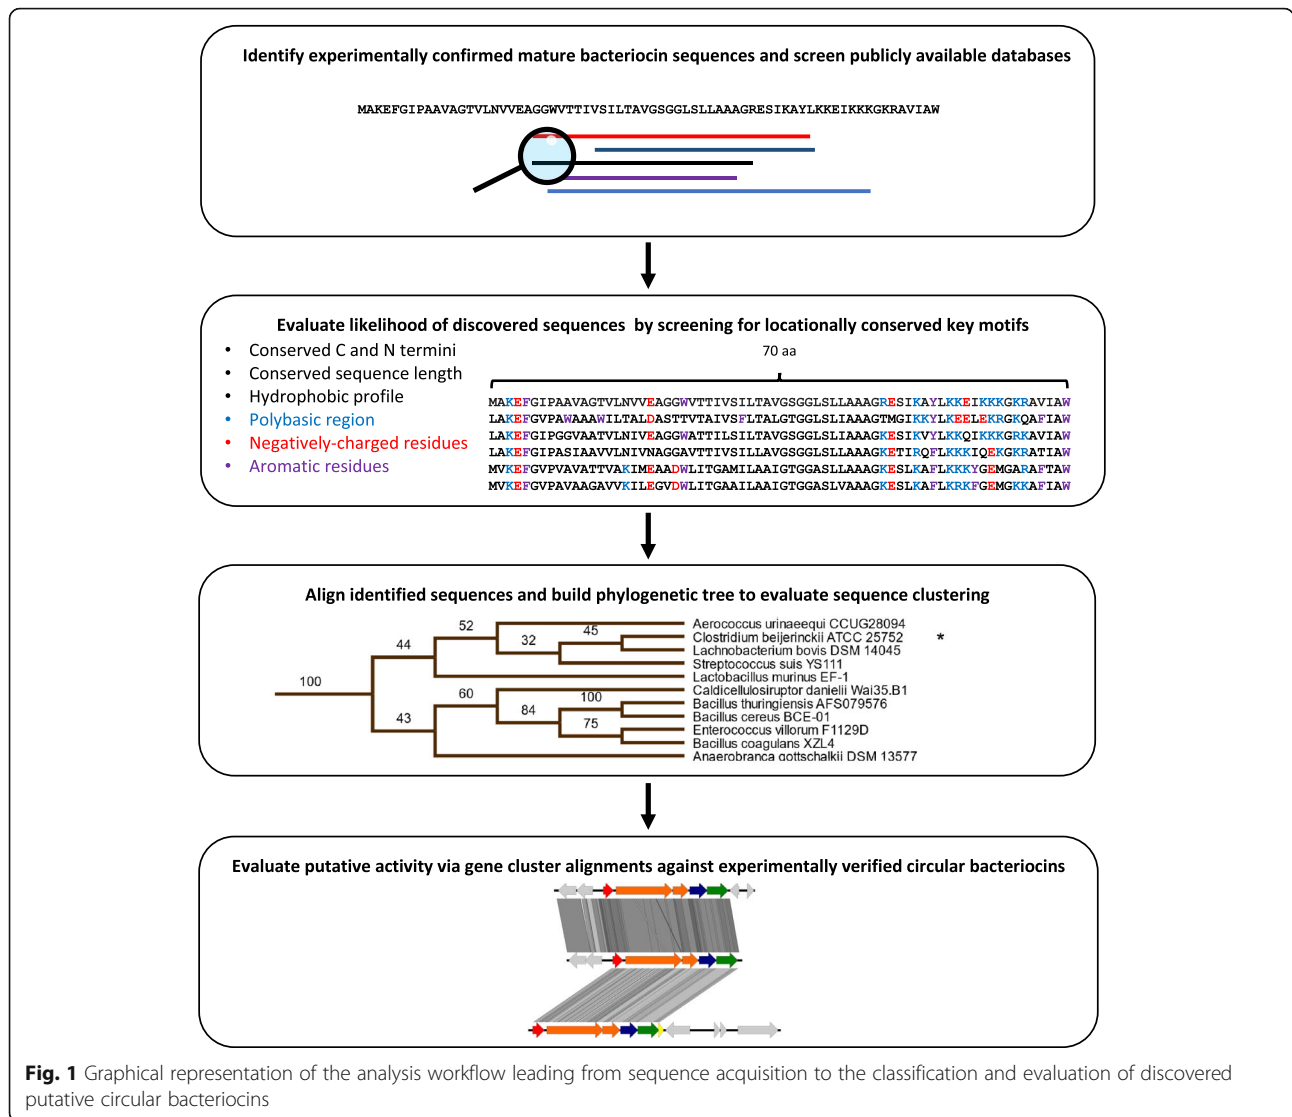 Identify experimentally confirmed mature bacteriocin sequences and screen publicly available databases
MAKEFGIPAAVAGTVLNVVEAGGWVTTIVSILTAVGSGGLSLLAAAGRESIKAYLKKEIKKKGKRAVIAW
Evaluate likelihood of discovered sequences by screening for locationally conserved key motifs
• Conserved C and N termini
• Conserved sequence length
• Hydrophobic profile
• Polybasic region
• Negatively-charged residues
• Aromatic residues
70 aa
MAKEFGIPAAVAGTVLNVVEAGGWVTTIVSILTAVGSGGLSLLAAAGRESIKAYLKKEIKKKGKRAVIAW
LAKEFGVPAWAAAWILTALDASTTVTAIVSFLTALGTGGLSLLAAAGTMGIKKYLKEELEKRGKQAFIAW
LAKEFGIPGGVAATVLNIVEAGGWATTILSILTAVGSGGLSLLAAAGKESIKVYLKKQIKKKGRKAVIAW
LAKEFGIPASIAAVVLNIVNAGGAVTTIVSILLAVGSGGLSLLAAAGKETIRQFLKKKIQEKGKRATIAW
MVKEFGVPVAVATTVAKIMEAADWLITGAMILAAIGTGGASLLAAAGKESLKAFLKKKYGEMGARAFTAW
MVKEFGVPAVAAGAVVKILEGVDWLITGAAILAAIGTGGASLVAAAGKESLKAFLKRKFGEMGKKAFIAW
Align identified sequences and build phylogenetic tree to evaluate sequence clustering
52
44
32
45
100
60
43
84
100
75
Aerococcus urinaeequi CCUG28094
Clostridium beijerinckii ATCC 25752 *
Lachnobacterium bovis DSM 14045
Streptococcus suis YS111
Lactobacillus murinus EF-1
Caldicellulosiruptor danielii Wai35.B1
Bacillus thuringiensis AFS079576
Bacillus cereus BCE-01
Enterococcus villorum F1129D
Bacillus coagulans XZL4
Anaerobranca gottschalkii DSM 13577
Evaluate putative activity via gene cluster alignments against experimentally verified circular bacteriocins
Fig. 1 Graphical representation of the analysis workflow leading from sequence acquisition to the classification and evaluation of discovered
putative circular bacteriocins